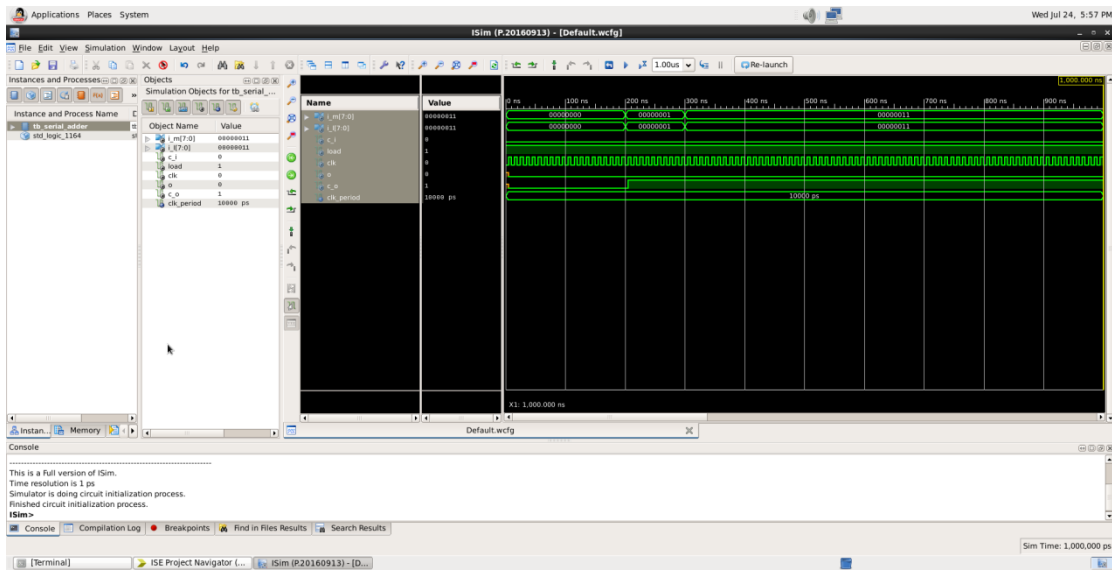 Applications Places System
Wed Jul 24, 5:57 PM
ISim (P.20160913) - [Default.wcfg]
File Edit View Simulation Window Layout Help
1.00us
Re-launch
Instances and Processes
Instance and Process Name
tb_serial_adder
std_logic_1164
Objects
Simulation Objects for tb_serial_...
Object Name Value
i_m[7:0] 00000011
i_l[7:0] 00000011
c_i 0
load 1
clk 0
o 0
c_o 1
clk_period 10000 ps
Name Value
i_m[7:0] 00000011
i_l[7:0] 00000011
c_i 0
load 1
clk 0
o 0
c_o 1
clk_period 10000 ps
1,000.000 ns
0 ns 100 ns 200 ns 300 ns 400 ns 500 ns 600 ns 700 ns 800 ns 900 ns
00000000 00000001 00000011
00000000 00000001 00000011
10000 ps
X1: 1,000.000 ns
Instan... Memory
Default.wcfg
Console
This is a Full version of ISim.
Time resolution is 1 ps
Simulator is doing circuit initialization process.
Finished circuit initialization process.
ISim>
Console Compilation Log Breakpoints Find in Files Results Search Results
Sim Time: 1,000,000 ps
[Terminal] ISE Project Navigator (... ISim (P.20160913) - [D...